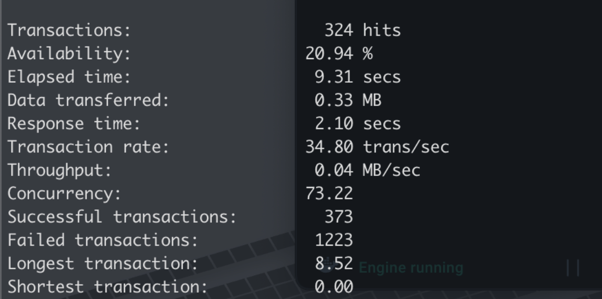 Transactions: 324 hits
Availability: 20.94 %
Elapsed time: 9.31 secs
Data transferred: 0.33 MB
Response time: 2.10 secs
Transaction rate: 34.80 trans/sec
Throughput: 0.04 MB/sec
Concurrency: 73.22
Successful transactions: 373
Failed transactions: 1223
Longest transaction: 8.52
Engine running
Shortest transaction: 0.00